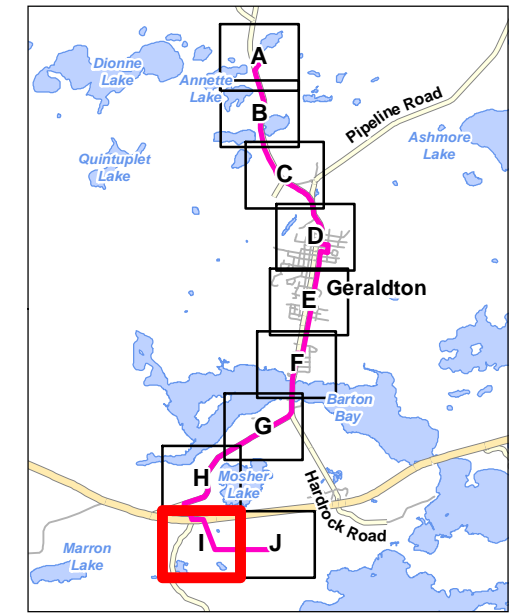 A
Dionne
Lake
Annette
Lake
B
Pipeline Road
Ashmore
Lake
Quintuplet
Lake
C
D
E
Geraldton
F
Barton
Bay
G
H
Mosher
Lake
Hardrock Road
I
J
Marron
Lake